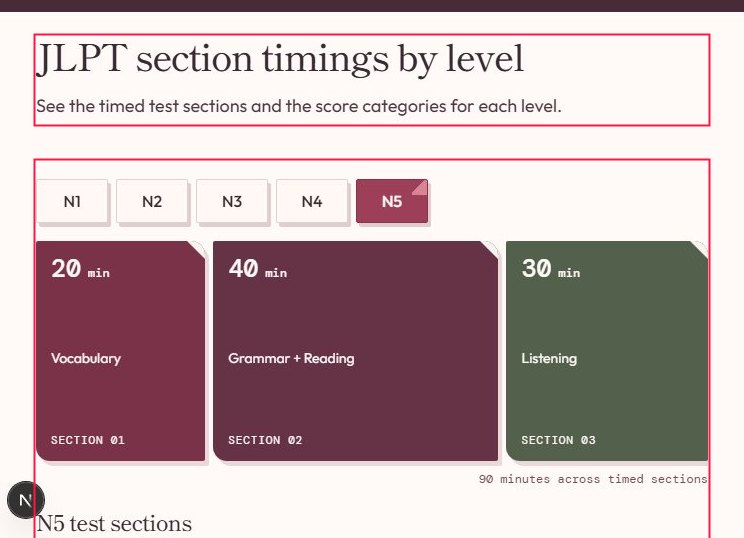 JLPT section timings by level
See the timed test sections and the score categories for each level.
N1 N2 N3 N4 N5
20 min 40 min 30 min
Vocabulary Grammar + Reading Listening
SECTION 01 SECTION 02 SECTION 03
90 minutes across timed sections
N
N5 test sections